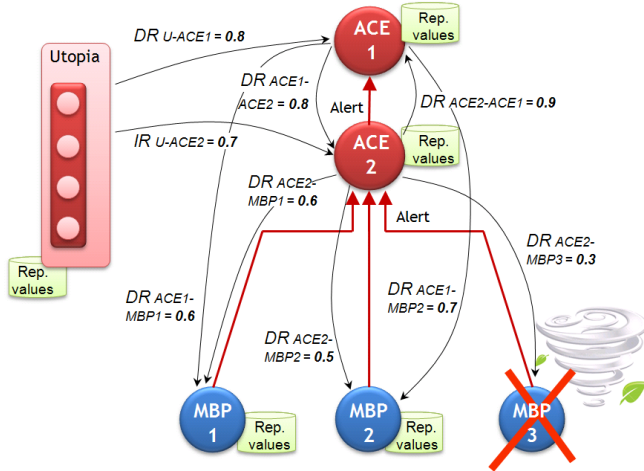 ACE
1
Rep.
values
DR U-ACE1 = 0.8
Utopia
DR ACE1-
ACE2 = 0.8
Alert
DR ACE2-ACE1 = 0.9
IR U-ACE2 = 0.7
ACE
2
Rep.
values
DR ACE2-
MBP1 = 0.6
Alert
DR ACE2-
MBP3 = 0.3
Rep.
values
DR ACE1-
MBP1 = 0.6
DR ACE1-
MBP2 = 0.7
DR ACE2-
MBP2 = 0.5
MBP
1
Rep.
values
MBP
2
Rep.
values
MBP
3